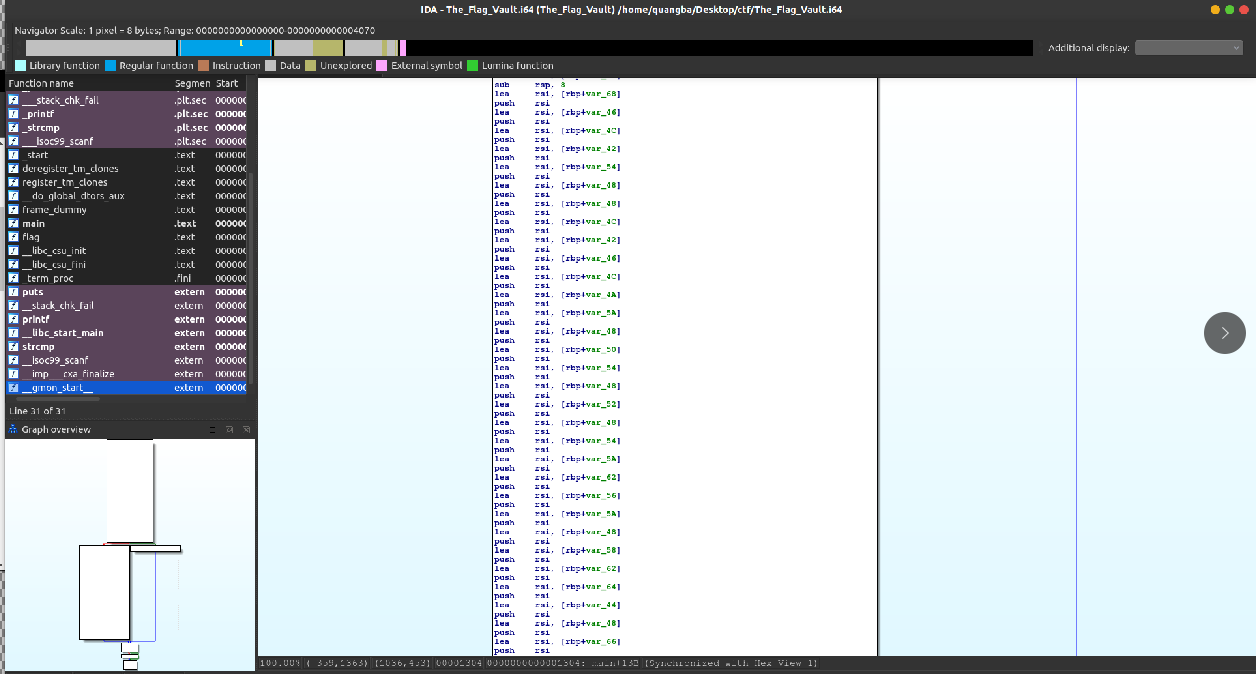 IDA - The_Flag_Vault.i64 (The_Flag_Vault) /home/quangba/Desktop/ctf/The_Flag_Vault.i64
Navigator Scale: 1 pixel = 8 bytes; Range: 0000000000000000-0000000000004070
Additional display:
Library function Regular function Instruction Data Unexplored External symbol Lumina function
Function name Segmen Start
___stack_chk_fail .plt.sec 000000
_printf .plt.sec 000000
_strcmp .plt.sec 000000
___isoc99_scanf .plt.sec 000000
_start .text 000000
deregister_tm_clones .text 000000
register_tm_clones .text 000000
__do_global_dtors_aux .text 000000
frame_dummy .text 000000
main .text 000000
flag .text 000000
__libc_csu_init .text 000000
__libc_csu_fini .text 000000
_term_proc .fini 000000
puts extern 000000
__stack_chk_fail extern 000000
printf extern 000000
__libc_start_main extern 000000
strcmp extern 000000
__isoc99_scanf extern 000000
__imp___cxa_finalize extern 000000
__gmon_start__ extern 000000
Line 31 of 31
Graph overview
sub rsp, 8
lea rsi, [rbp+var_68]
push rsi
lea rsi, [rbp+var_46]
push rsi
lea rsi, [rbp+var_4C]
push rsi
lea rsi, [rbp+var_42]
push rsi
lea rsi, [rbp+var_54]
push rsi
lea rsi, [rbp+var_48]
push rsi
lea rsi, [rbp+var_48]
push rsi
lea rsi, [rbp+var_4C]
push rsi
lea rsi, [rbp+var_42]
push rsi
lea rsi, [rbp+var_46]
push rsi
lea rsi, [rbp+var_4C]
push rsi
lea rsi, [rbp+var_4A]
push rsi
lea rsi, [rbp+var_5A]
push rsi
lea rsi, [rbp+var_48]
push rsi
lea rsi, [rbp+var_50]
push rsi
lea rsi, [rbp+var_54]
push rsi
lea rsi, [rbp+var_48]
push rsi
lea rsi, [rbp+var_52]
push rsi
lea rsi, [rbp+var_48]
push rsi
lea rsi, [rbp+var_54]
push rsi
lea rsi, [rbp+var_5A]
push rsi
lea rsi, [rbp+var_62]
push rsi
lea rsi, [rbp+var_56]
push rsi
lea rsi, [rbp+var_5A]
push rsi
lea rsi, [rbp+var_48]
push rsi
lea rsi, [rbp+var_58]
push rsi
lea rsi, [rbp+var_62]
push rsi
lea rsi, [rbp+var_64]
push rsi
lea rsi, [rbp+var_44]
push rsi
lea rsi, [rbp+var_48]
push rsi
lea rsi, [rbp+var_66]
push rsi
100.00% (-359,1363) (1036,453) 00001304 0000000000001304: main+13B (Synchronized with Hex View-1)